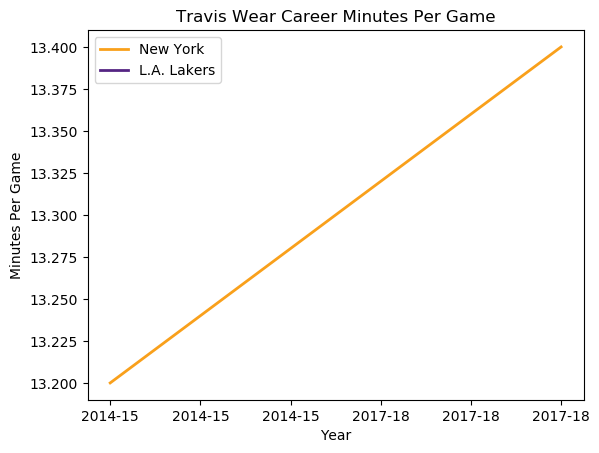 Travis Wear Career Minutes Per Game
New York
L.A. Lakers
13.400
13.375
13.350
13.325
13.300
13.275
13.250
13.225
13.200
Minutes Per Game
2014-15 2014-15 2014-15 2017-18 2017-18 2017-18
Year